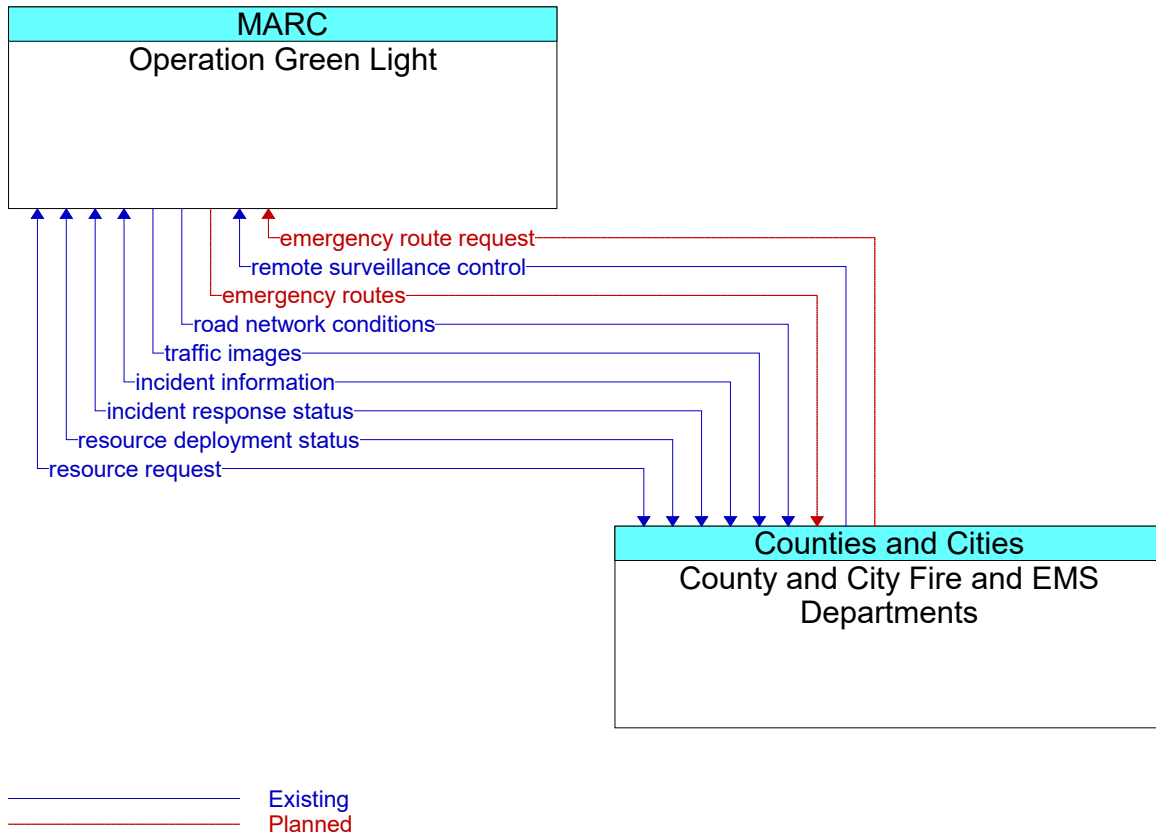 MARC
Operation Green Light
emergency route request
remote surveillance control
emergency routes
road network conditions
traffic images
incident information
incident response status
resource deployment status
resource request
Counties and Cities
County and City Fire and EMS
Departments
Existing
Planned